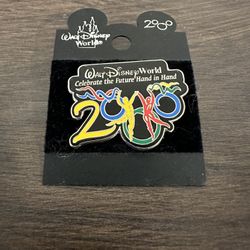 WALT DISNEY
World
2000
WALT DISNEY World
Celebrate the Future Hand in Hand
2000